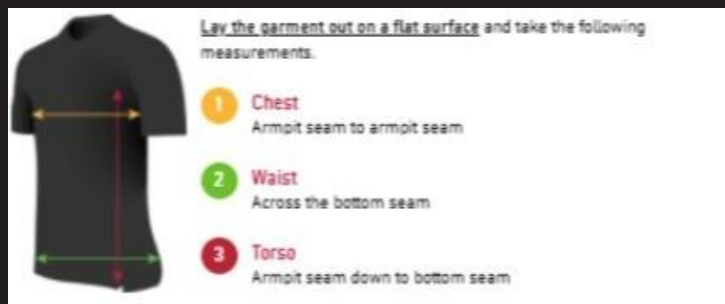 Lay the garment out on a flat surface and take the following
measurements.
1 Chest
Armpit seam to armpit seam
2 Waist
Across the bottom seam
3 Torso
Armpit seam down to bottom seam